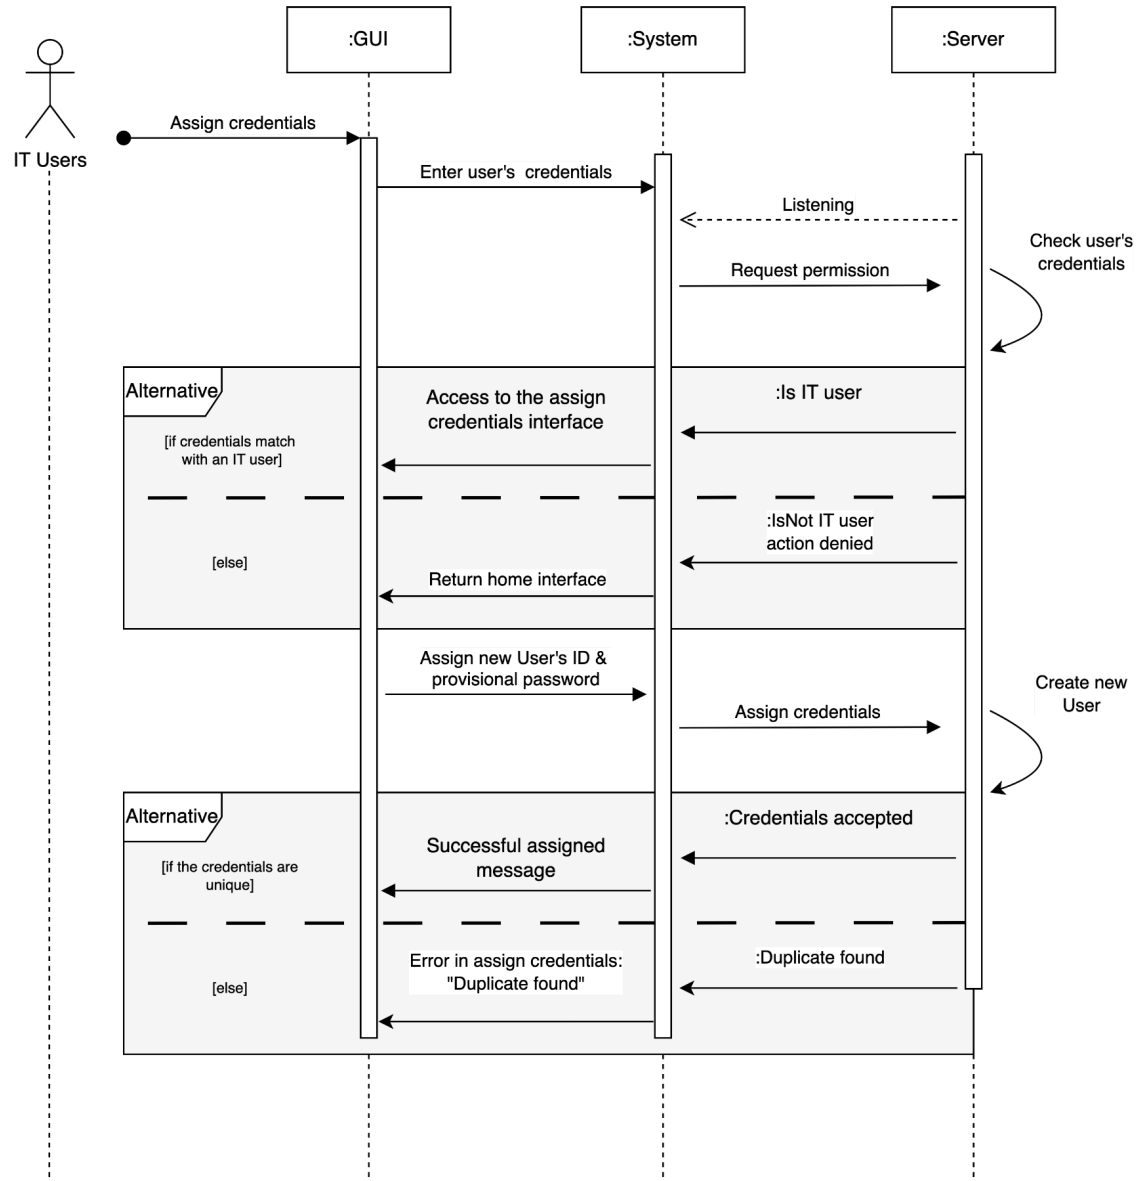 :GUI
:System
:Server
IT Users
Assign credentials
Enter user's credentials
Listening
Check user's
credentials
Request permission
Alternative
[if credentials match
with an IT user]
Access to the assign
credentials interface
:Is IT user
:IsNot IT user
action denied
[else]
Return home interface
Assign new User's ID &
provisional password
Assign credentials
Create new
User
Alternative
[if the credentials are
unique]
Successful assigned
message
:Credentials accepted
:Duplicate found
Error in assign credentials:
"Duplicate found"
[else]